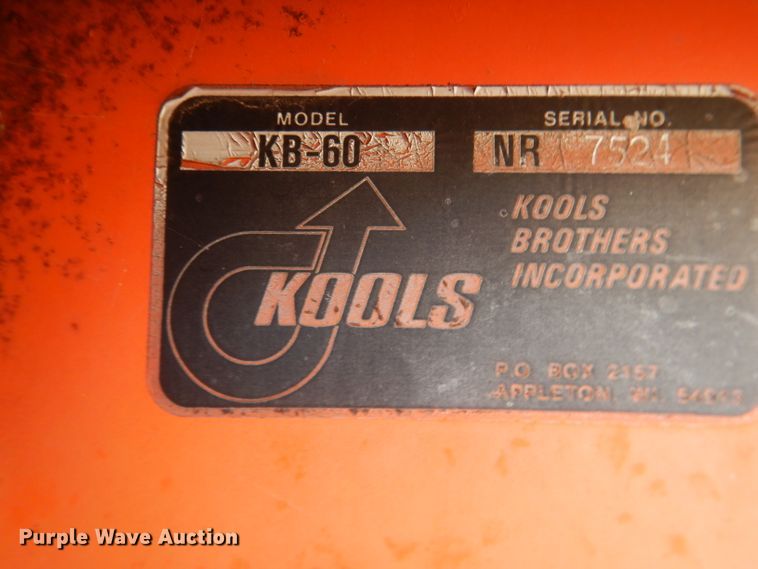 MODEL
SERIAL NO.
KB-60
NR 7524
KOOLS
BROTHERS
INCORPORATED
KOOLS
P.O. BOX 2157
APPLETON, WI.
Purple Wave Auction